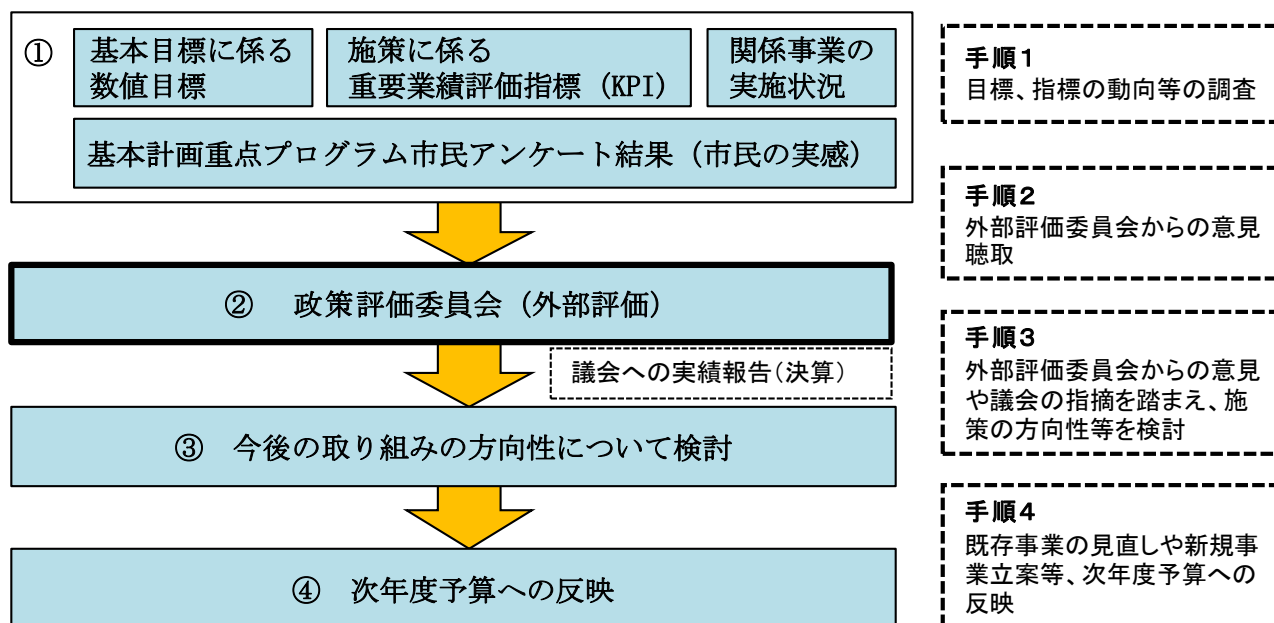 ①
基本目標に係る
数値目標
施策に係る
重要業績評価指標（KPI）
関係事業の
実施状況
基本計画重点プログラム市民アンケート結果（市民の実感）
② 政策評価委員会（外部評価）
議会への実績報告（決算）
③ 今後の取り組みの方向性について検討
④ 次年度予算への反映
手順1
目標、指標の動向等の調査
手順2
外部評価委員会からの意見
聴取
手順3
外部評価委員会からの意見
や議会の指摘を踏まえ、施
策の方向性等を検討
手順4
既存事業の見直しや新規事
業立案等、次年度予算への
反映